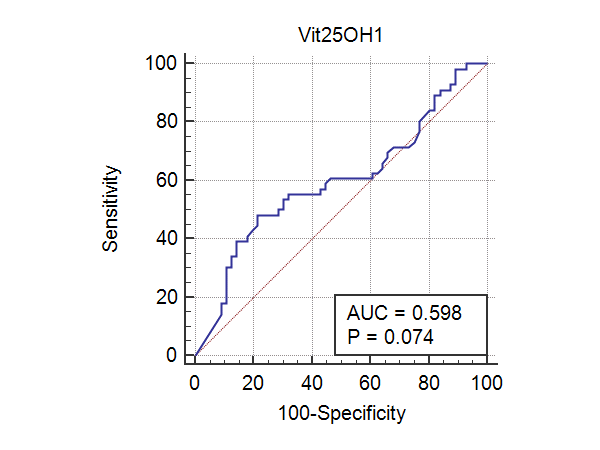 Vit25OH1
100
80
60
40
20
0
Sensitivity
AUC = 0.598
P = 0.074
0 20 40 60 80 100
100-Specificity